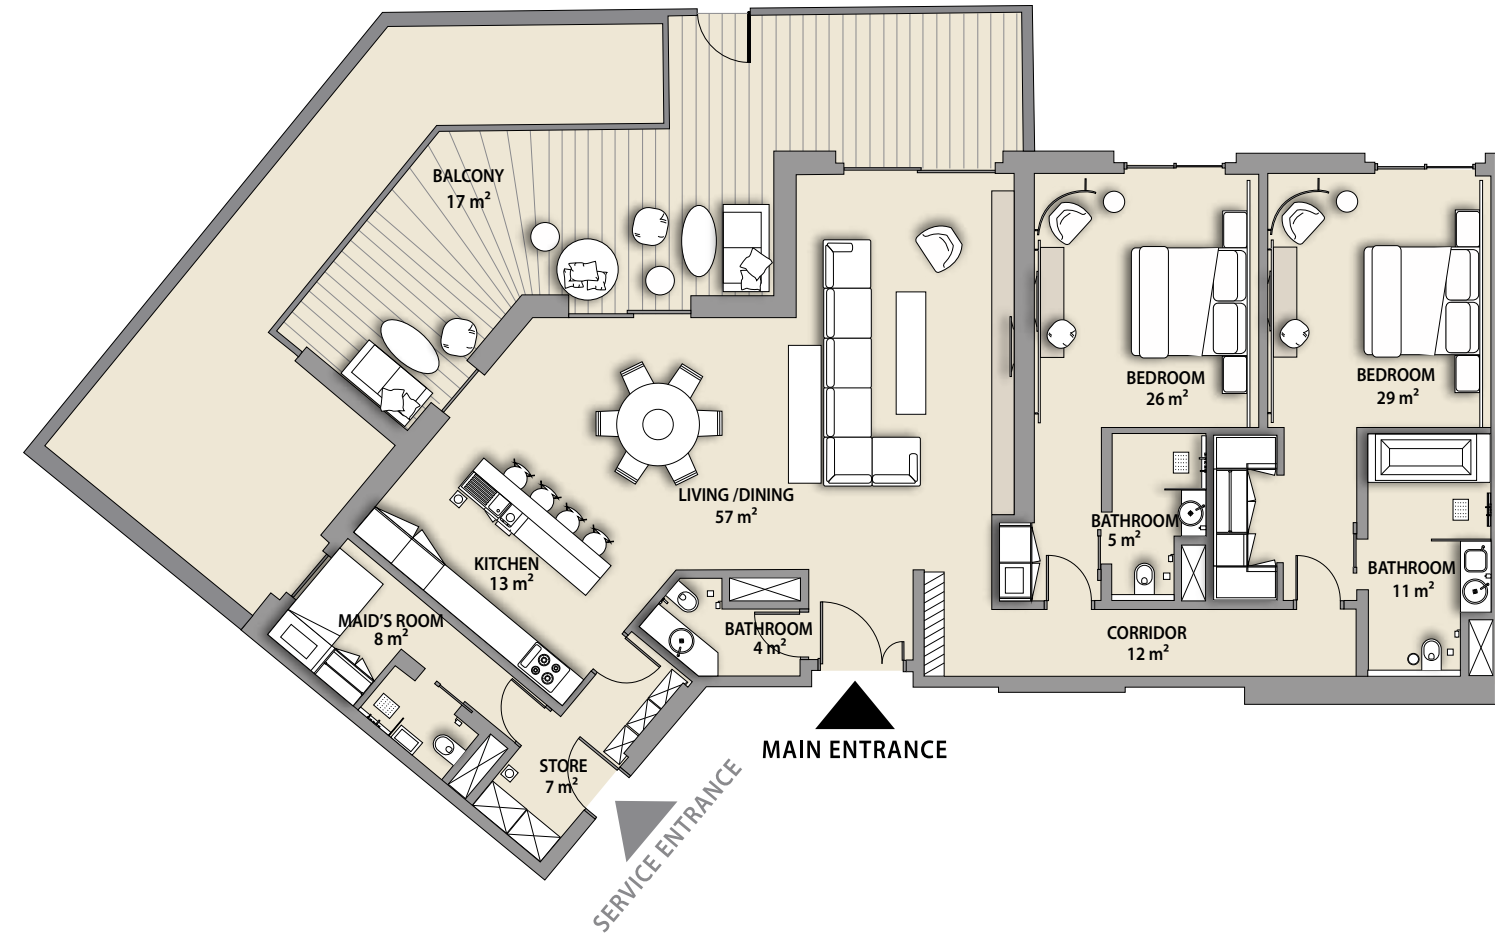 BALCONY
17 m²
BEDROOM
26 m²
BEDROOM
29 m²
LIVING /DINING
57 m²
BATHROOM
5 m²
KITCHEN
13 m²
BATHROOM
11 m²
MAID'S ROOM
8 m²
BATHROOM
4 m²
CORRIDOR
12 m²
MAIN ENTRANCE
STORE
7 m²
SERVICE ENTRANCE